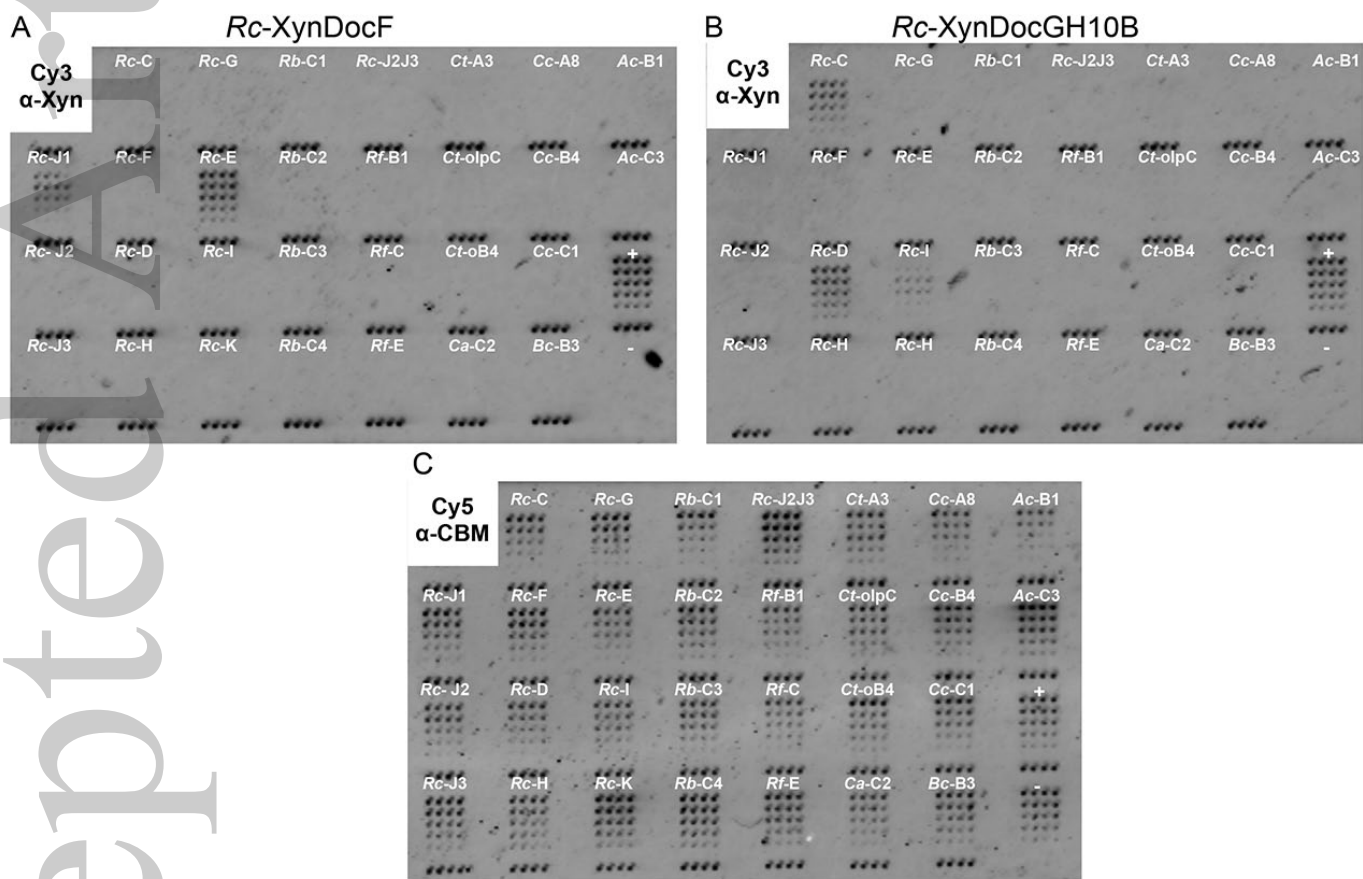 A
Rc-XynDocF
Cy3
α-Xyn
Rc-C Rc-G Rb-C1 Rc-J2J3 Ct-A3 Cc-A8 Ac-B1
Rc-J1 Rc-F Rc-E Rb-C2 Rf-B1 Ct-olpC Cc-B4 Ac-C3
Rc- J2 Rc-D Rc-I Rb-C3 Rf-C Ct-oB4 Cc-C1 +
Rc-J3 Rc-H Rc-K Rb-C4 Rf-E Ca-C2 Bc-B3 -
B
Rc-XynDocGH10B
Cy3
α-Xyn
Rc-C Rc-G Rb-C1 Rc-J2J3 Ct-A3 Cc-A8 Ac-B1
Rc-J1 Rc-F Rc-E Rb-C2 Rf-B1 Ct-olpC Cc-B4 Ac-C3
Rc- J2 Rc-D Rc-I Rb-C3 Rf-C Ct-oB4 Cc-C1 +
Rc-J3 Rc-H Rc-H Rb-C4 Rf-E Ca-C2 Bc-B3 -
C
Cy5
α-CBM
Rc-C Rc-G Rb-C1 Rc-J2J3 Ct-A3 Cc-A8 Ac-B1
Rc-J1 Rc-F Rc-E Rb-C2 Rf-B1 Ct-olpC Cc-B4 Ac-C3
Rc- J2 Rc-D Rc-I Rb-C3 Rf-C Ct-oB4 Cc-C1 +
Rc-J3 Rc-H Rc-K Rb-C4 Rf-E Ca-C2 Bc-B3 -